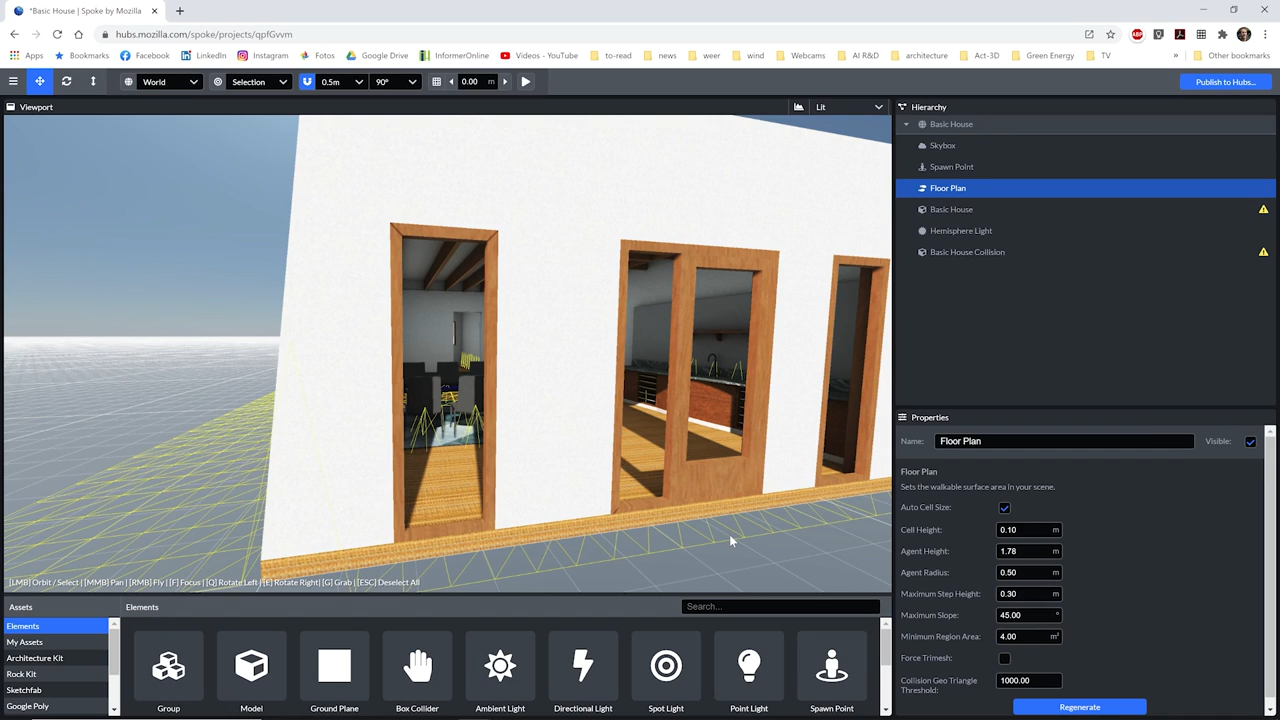 *Basic House | Spoke by Mozilla
hubs.mozilla.com/spoke/projects/qpfGvvm
ABP
Apps Bookmarks Facebook LinkedIn Instagram Fotos Google Drive InformerOnline Videos - YouTube to-read news weer wind Webcams AI R&D architecture Act-3D Green Energy TV » Other bookmarks
World Selection 0.5m 90° 0.00 m Publish to Hubs...
Viewport Lit
Hierarchy
Basic House
Skybox
Spawn Point
Floor Plan
Basic House
Hemisphere Light
Basic House Collision
[LMB] Orbit / Select | [MMB] Pan | [RMB] Fly | [F] Focus | [Q] Rotate Left | [E] Rotate Right | [G] Grab | [ESC] Deselect All
Properties
Name: Floor Plan Visible:
Floor Plan
Sets the walkable surface area in your scene.
Auto Cell Size:
Cell Height: 0.10 m
Agent Height: 1.78 m
Agent Radius: 0.50 m
Maximum Step Height: 0.30 m
Maximum Slope: 45.00 °
Minimum Region Area: 4.00 m²
Force Trimesh:
Collision Geo Triangle
Threshold: 1000.00
Regenerate
Assets
Elements
My Assets
Architecture Kit
Rock Kit
Sketchfab
Google Poly
Elements Search...
Group Model Ground Plane Box Collider Ambient Light Directional Light Spot Light Point Light Spawn Point